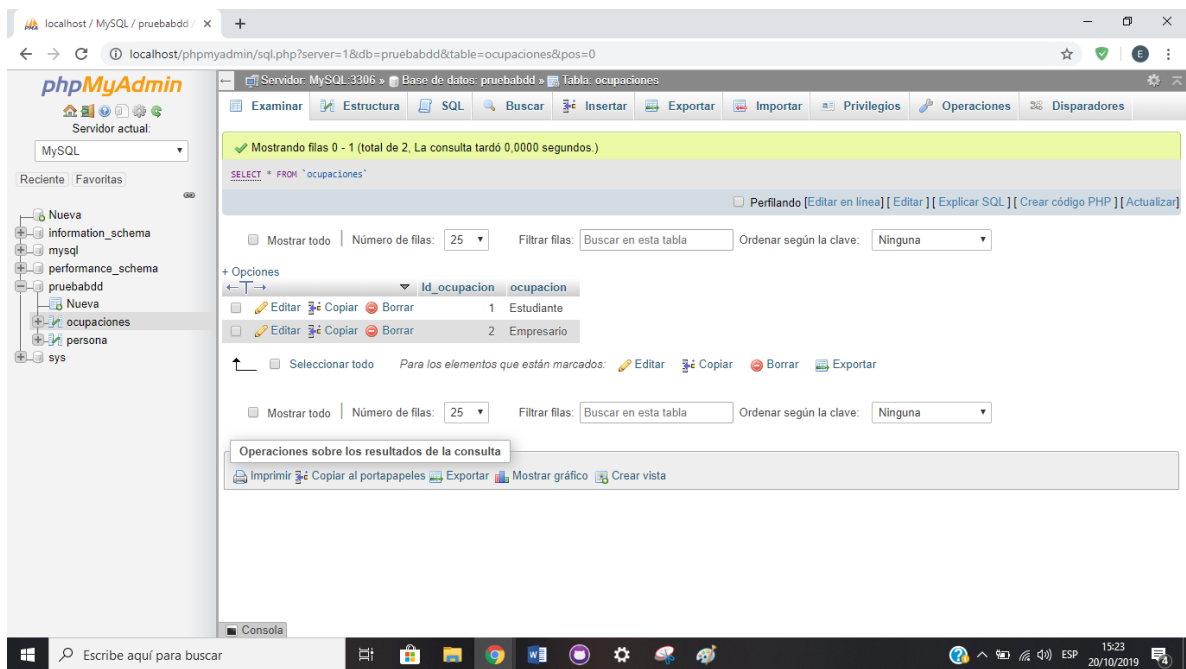 localhost / MySQL / pruebabdd /
localhost/phpmyadmin/sql.php?server=1&db=pruebabdd&table=ocupaciones&pos=0
E
phpMyAdmin
Servidor actual:
MySQL
Reciente Favoritas
Nueva
information_schema
mysql
performance_schema
pruebabdd
Nueva
ocupaciones
persona
sys
Servidor: MySQL:3306 » Base de datos: pruebabdd » Tabla: ocupaciones
Examinar Estructura SQL Buscar Insertar Exportar Importar Privilegios Operaciones Disparadores
Mostrando filas 0 - 1 (total de 2, La consulta tardó 0,0000 segundos.)
SELECT * FROM `ocupaciones`
Perfilando [Editar en línea] [ Editar ] [ Explicar SQL ] [ Crear código PHP ] [ Actualizar]
Mostrar todo | Número de filas: 25 Filtrar filas: Buscar en esta tabla Ordenar según la clave: Ninguna
+ Opciones
←T→ Id_ocupacion ocupacion
Editar Copiar Borrar 1 Estudiante
Editar Copiar Borrar 2 Empresario
Seleccionar todo Para los elementos que están marcados: Editar Copiar Borrar Exportar
Mostrar todo | Número de filas: 25 Filtrar filas: Buscar en esta tabla Ordenar según la clave: Ninguna
Operaciones sobre los resultados de la consulta
Imprimir Copiar al portapapeles Exportar Mostrar gráfico Crear vista
Consola
Escribe aquí para buscar
ESP
15:23
20/10/2019
4